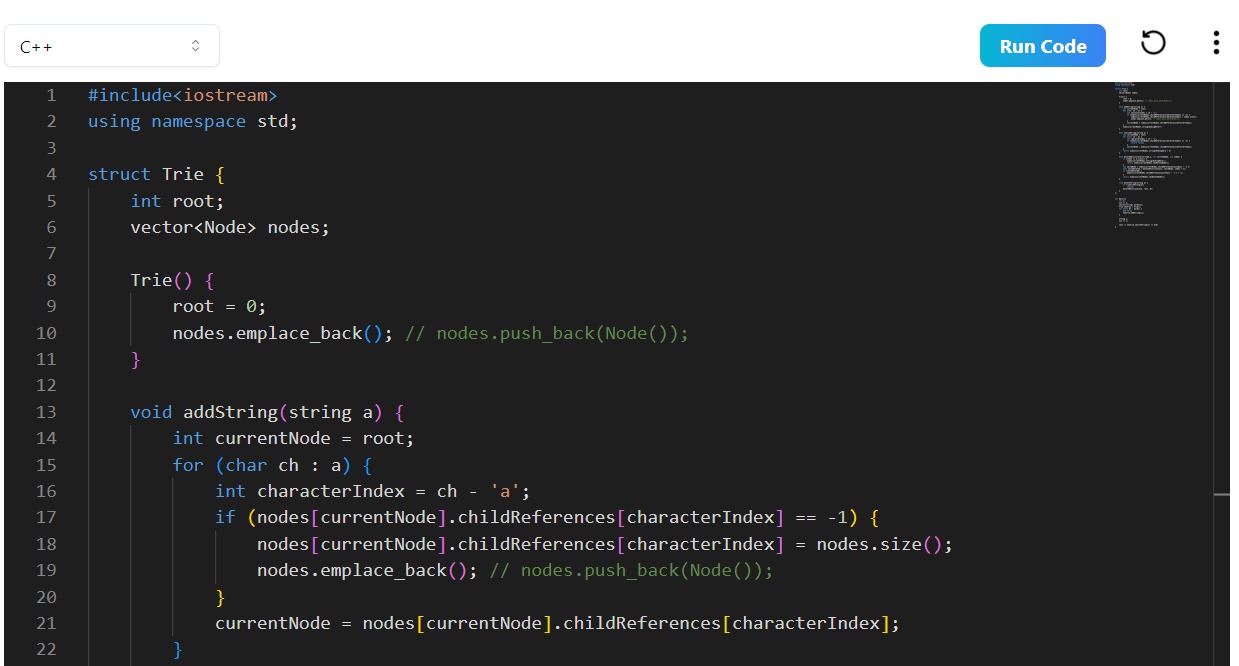 C++
Run Code
1 #include<iostream>
2 using namespace std;
3
4 struct Trie {
5 int root;
6 vector<Node> nodes;
7
8 Trie() {
9 root = 0;
10 nodes.emplace_back(); // nodes.push_back(Node());
11 }
12
13 void addString(string a) {
14 int currentNode = root;
15 for (char ch : a) {
16 int characterIndex = ch - 'a';
17 if (nodes[currentNode].childReferences[characterIndex] == -1) {
18 nodes[currentNode].childReferences[characterIndex] = nodes.size();
19 nodes.emplace_back(); // nodes.push_back(Node());
20 }
21 currentNode = nodes[currentNode].childReferences[characterIndex];
22 }